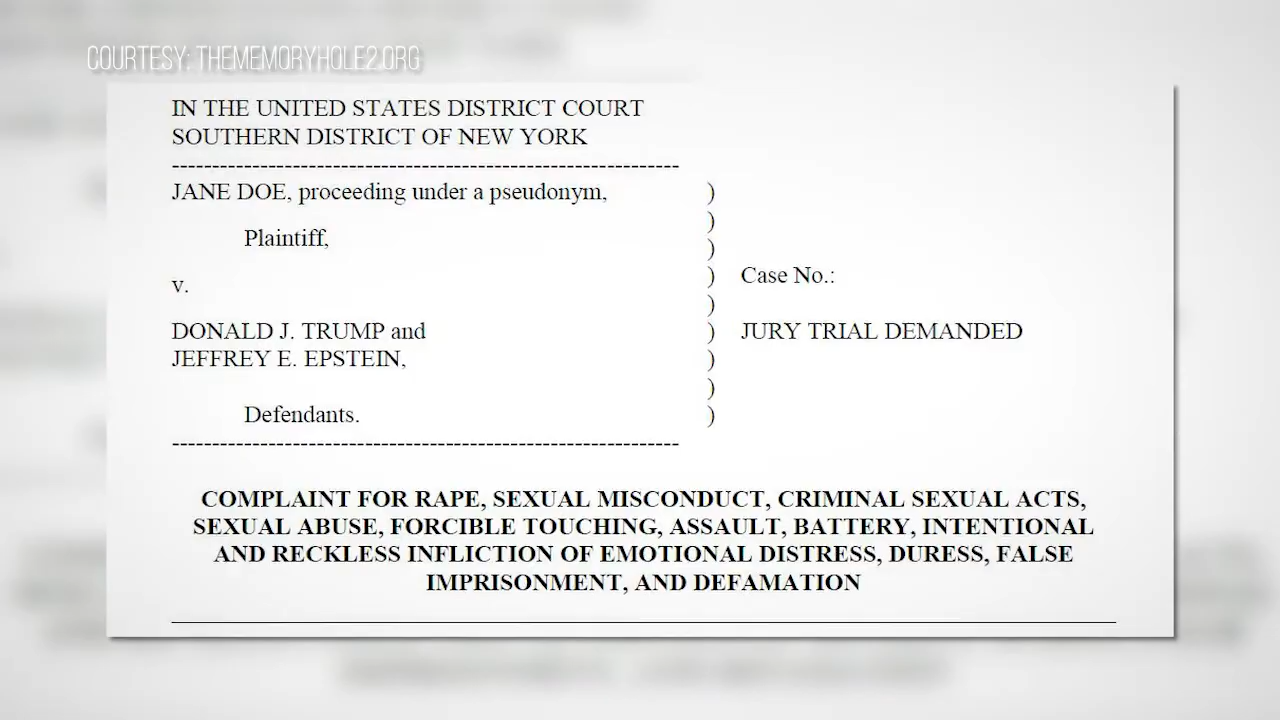 COURTESY: THEMEMORYHOLE2.ORG
IN THE UNITED STATES DISTRICT COURT
SOUTHERN DISTRICT OF NEW YORK
---------------------------------------------------------------
JANE DOE, proceeding under a pseudonym, )
)
Plaintiff, )
v. ) Case No.:
)
DONALD J. TRUMP and ) JURY TRIAL DEMANDED
JEFFREY E. EPSTEIN, )
)
Defendants. )
---------------------------------------------------------------
COMPLAINT FOR RAPE, SEXUAL MISCONDUCT, CRIMINAL SEXUAL ACTS,
SEXUAL ABUSE, FORCIBLE TOUCHING, ASSAULT, BATTERY, INTENTIONAL
AND RECKLESS INFLICTION OF EMOTIONAL DISTRESS, DURESS, FALSE
IMPRISONMENT, AND DEFAMATION